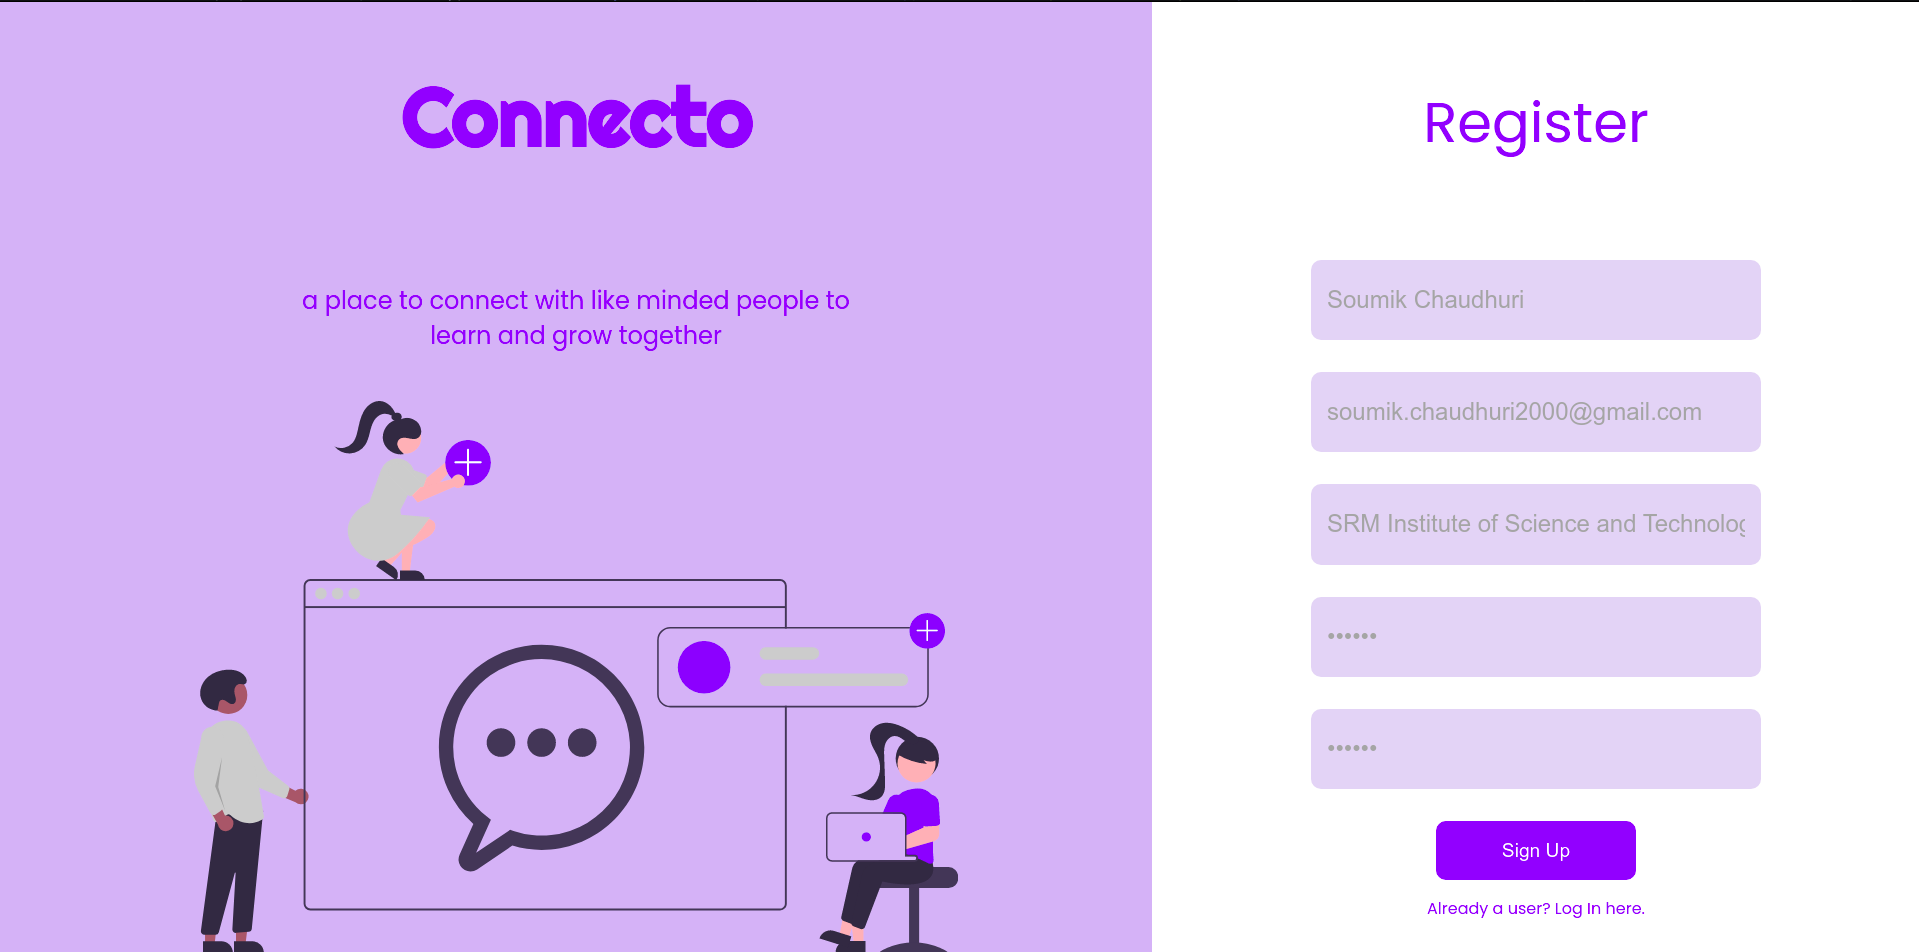 Connecto
a place to connect with like minded people to
learn and grow together
Register
Soumik Chaudhuri
soumik.chaudhuri2000@gmail.com
SRM Institute of Science and Technolog
••••••
••••••
Sign Up
Already a user? Log In here.